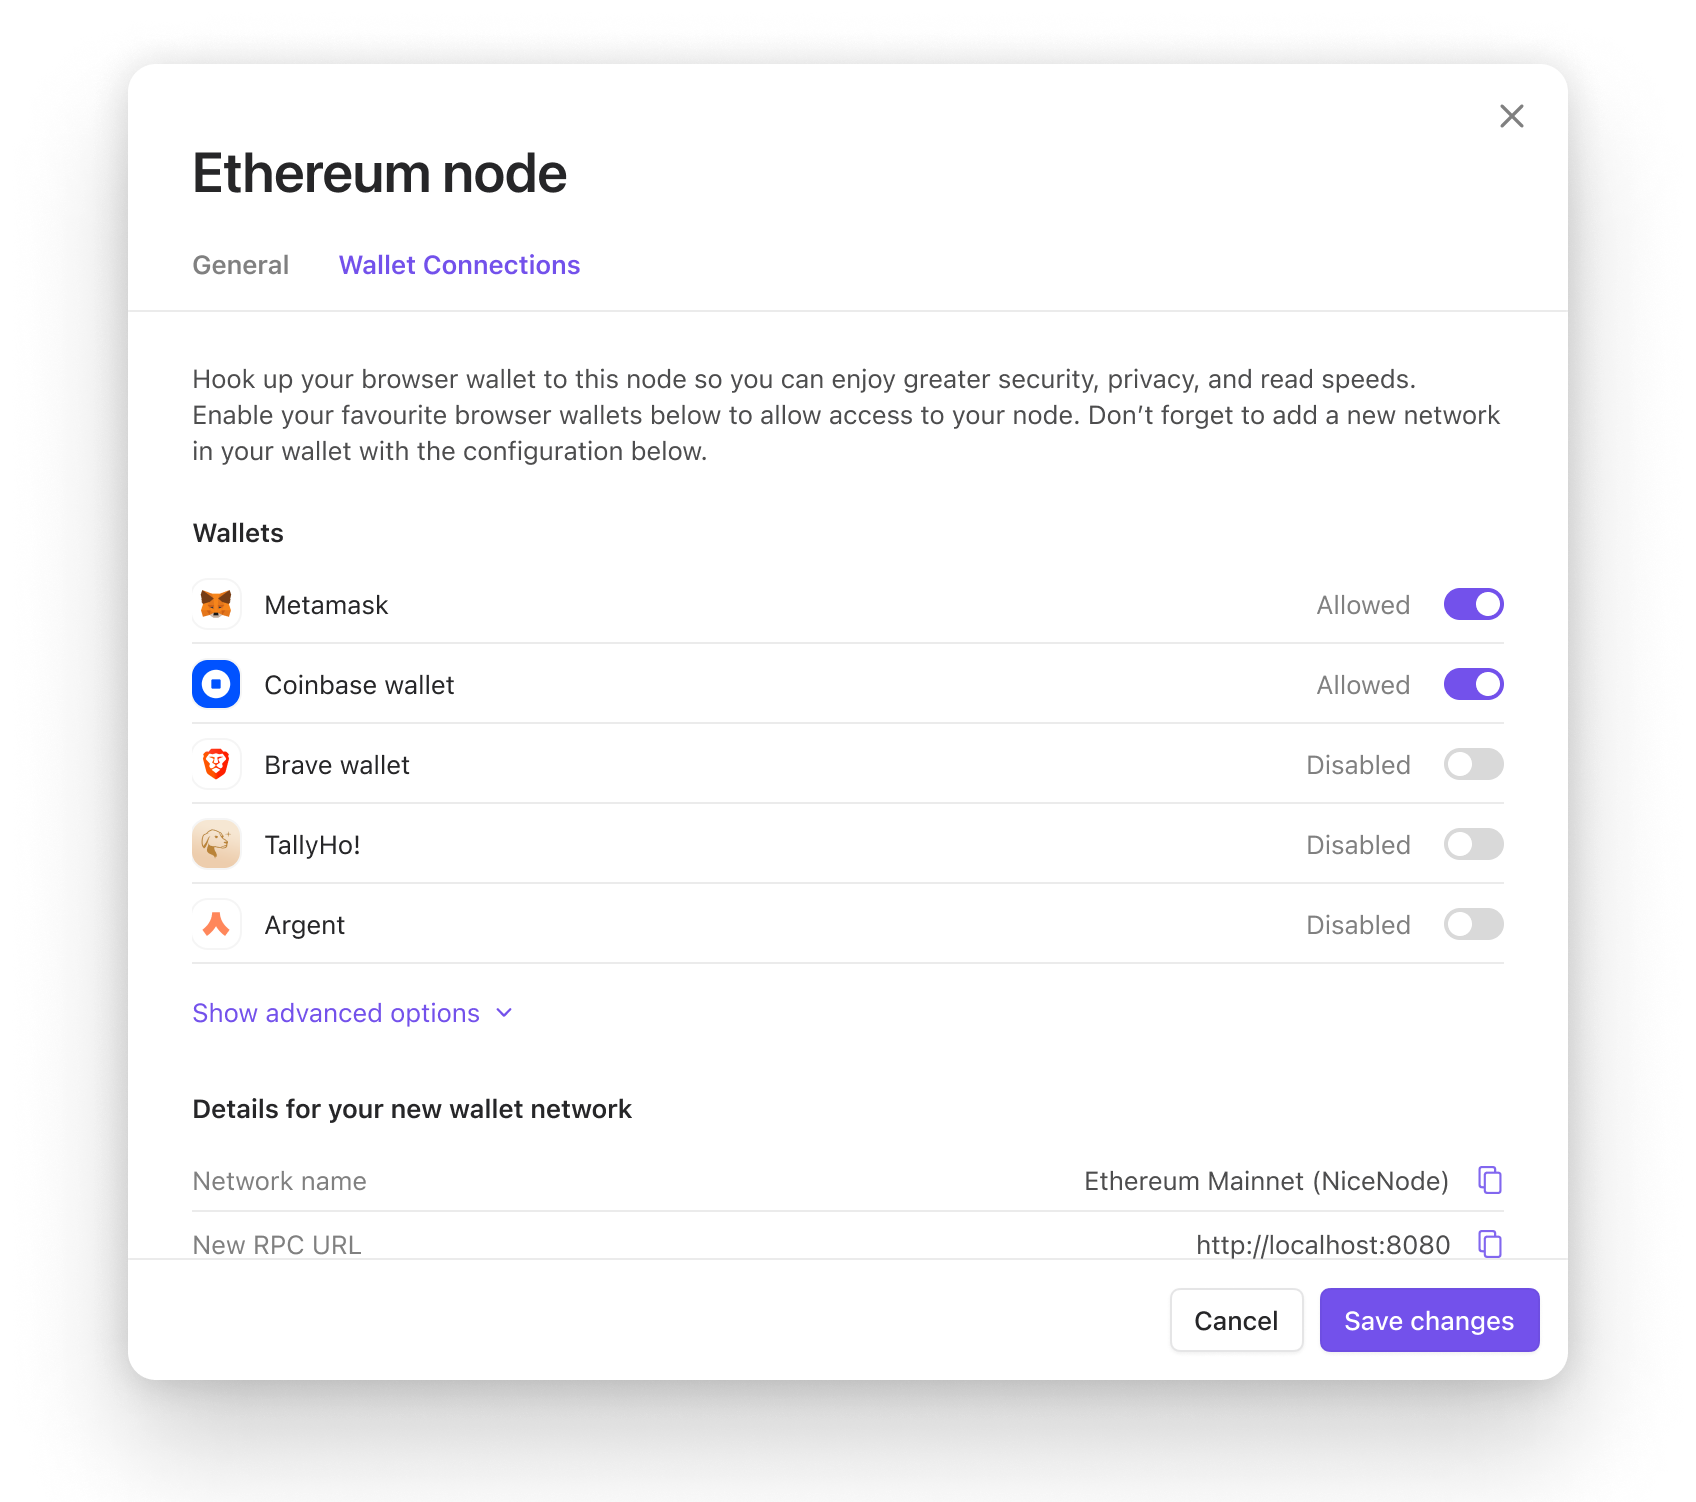 Ethereum node
General
Wallet Connections
Hook up your browser wallet to this node so you can enjoy greater security, privacy, and read speeds.
Enable your favourite browser wallets below to allow access to your node. Don’t forget to add a new network
in your wallet with the configuration below.
Wallets
Metamask
Allowed
Coinbase wallet
Allowed
Brave wallet
Disabled
TallyHo!
Disabled
Argent
Disabled
Show advanced options
Details for your new wallet network
Network name
Ethereum Mainnet (NiceNode)
New RPC URL
http://localhost:8080
Cancel
Save changes